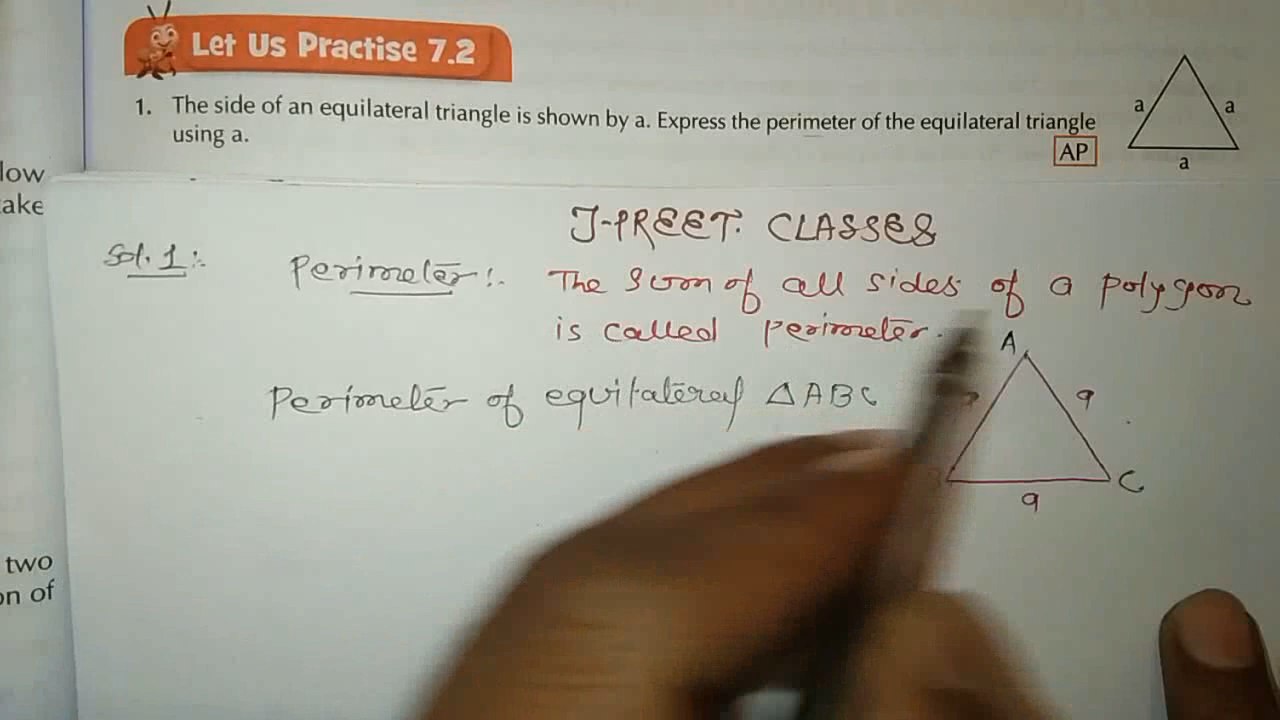 Let Us Practise 7.2
1. The side of an equilateral triangle is shown by a. Express the perimeter of the equilateral triangle
using a.
AP
a
a
a
low
ake
J-PREET. CLASSES
Sol. 1:.
Perimeter:. The sum of all sides of a polygon
is called perimeter.
A
Perimeter of equilateral △ABC
a
C
a
two
on of